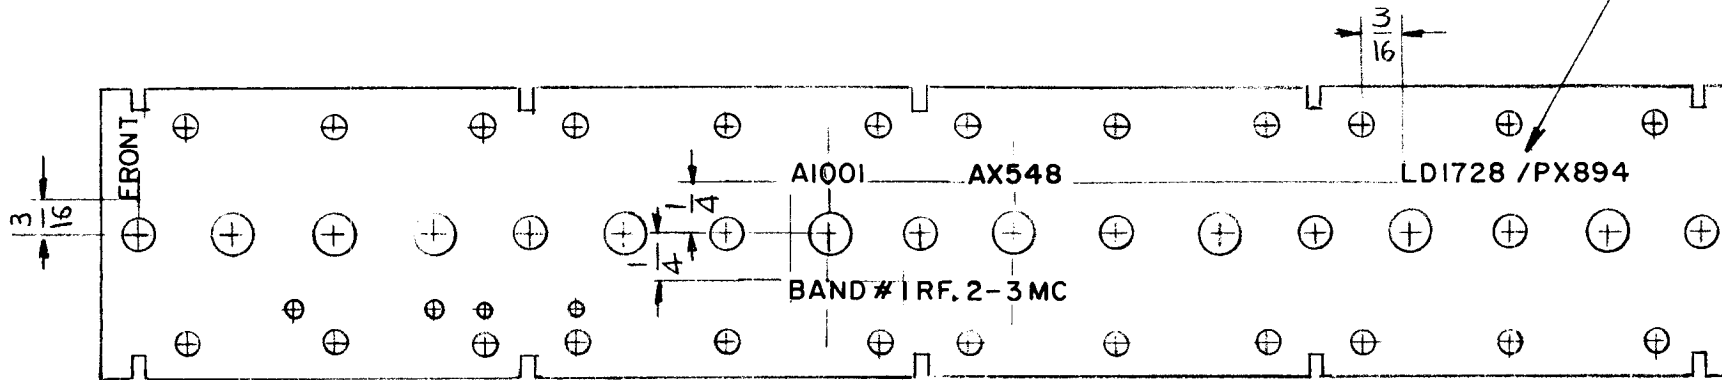 3/16
FRONT
A1001 AX548 LD1728 /PX894
3/16
1/4
1/4
BAND #1 RF. 2-3 MC